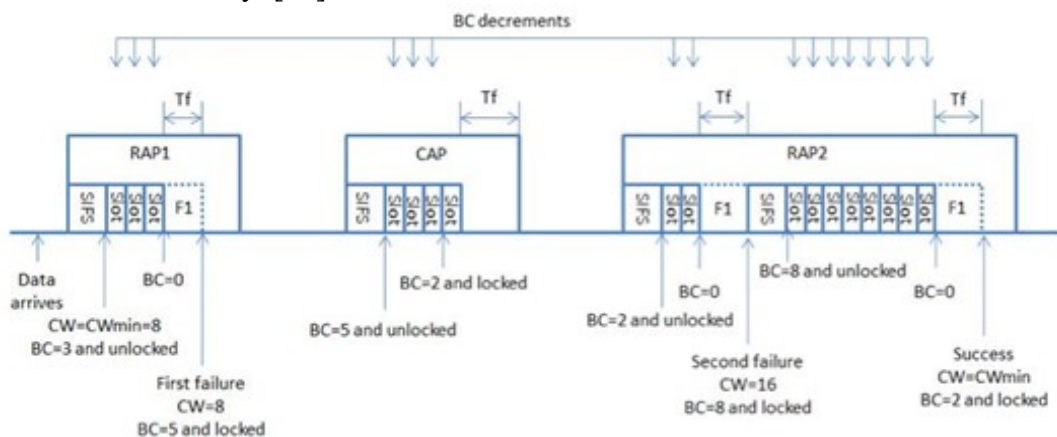 BC decrements
Tf
Tf
Tf
Tf
RAP1
CAP
RAP2
SIFS
Slot
Slot
Slot
F1
SIFS
Slot
Slot
Slot
Slot
SIFS
Slot
Slot
F1
SIFS
Slot
Slot
Slot
Slot
Slot
Slot
Slot
Slot
F1
Data
arrives
BC=0
CW=CWmin=8
BC=3 and unlocked
First failure
CW=8
BC=5 and locked
BC=2 and locked
BC=5 and unlocked
BC=8 and unlocked
BC=0
BC=2 and unlocked
BC=0
Second failure
CW=16
BC=8 and locked
Success
CW=CWmin
BC=2 and locked